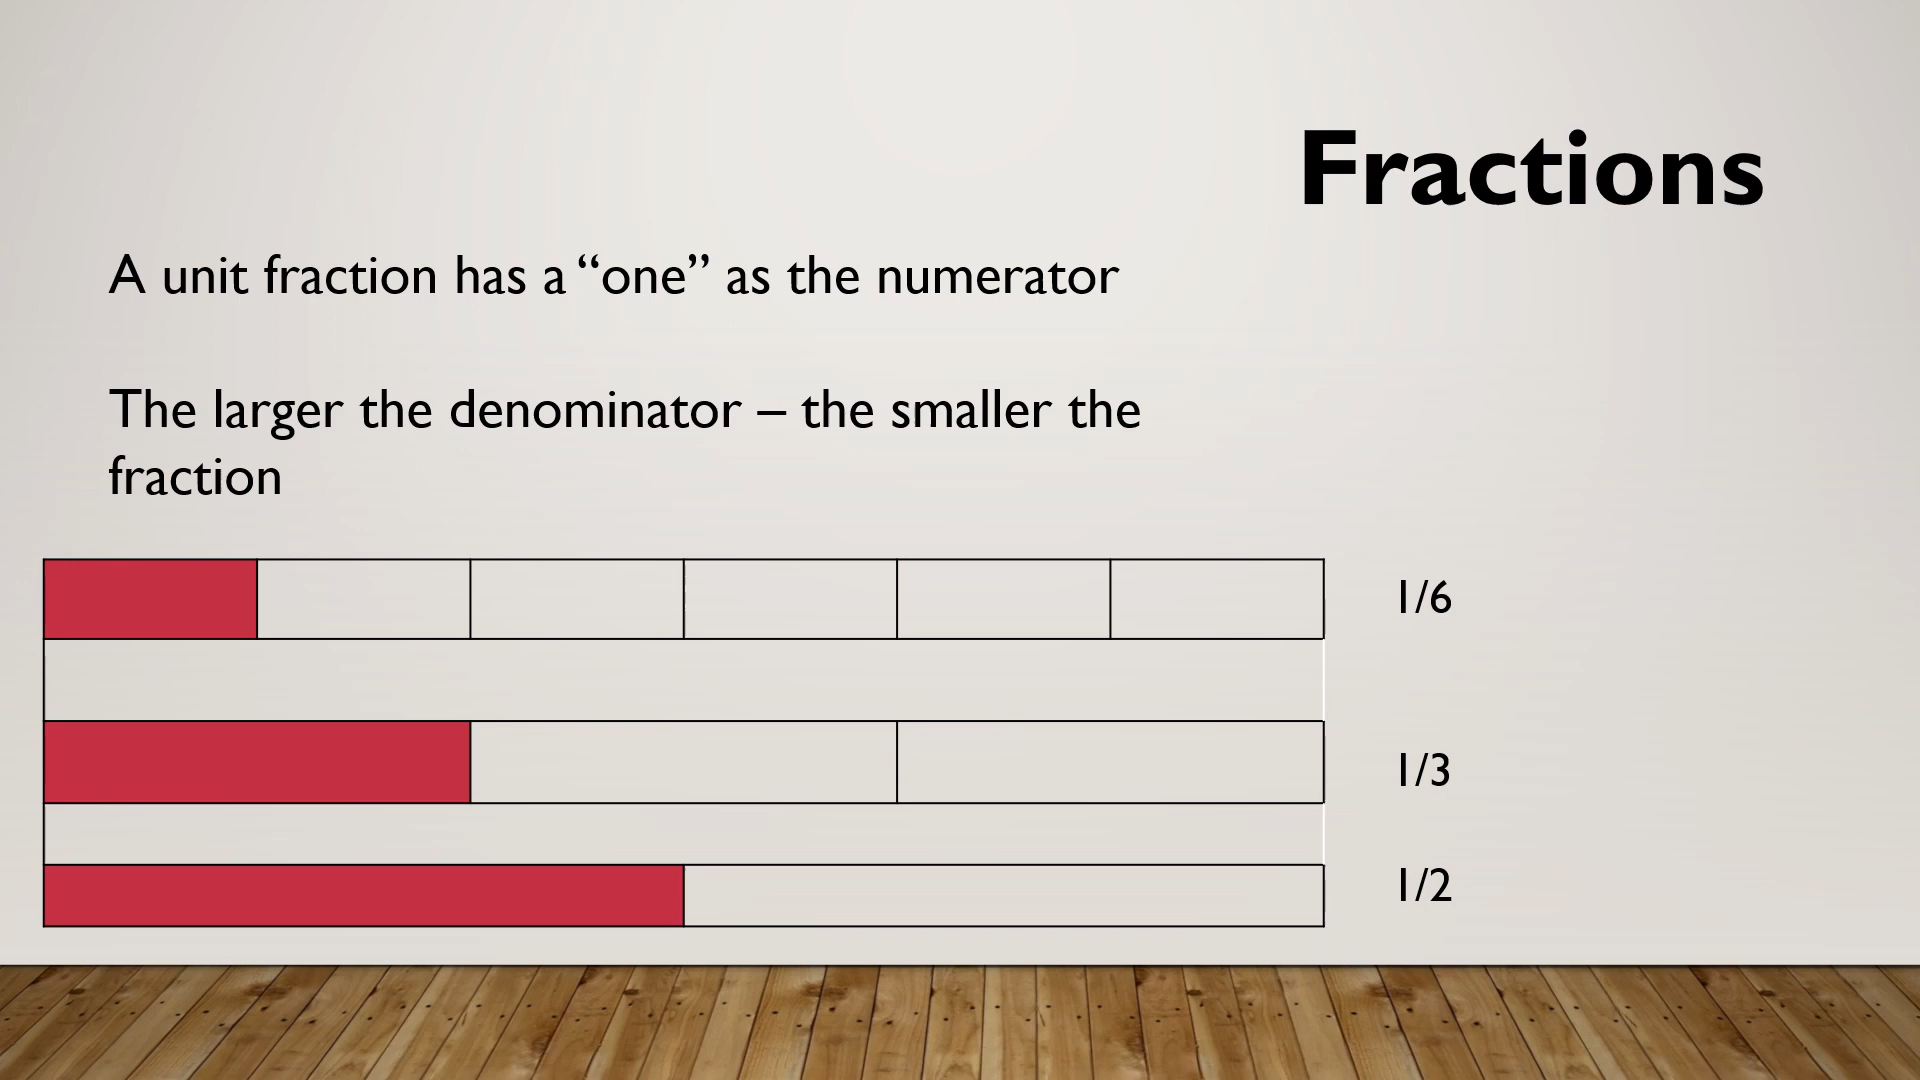 Fractions
A unit fraction has a “one” as the numerator
The larger the denominator – the smaller the
fraction
1/6
1/3
1/2